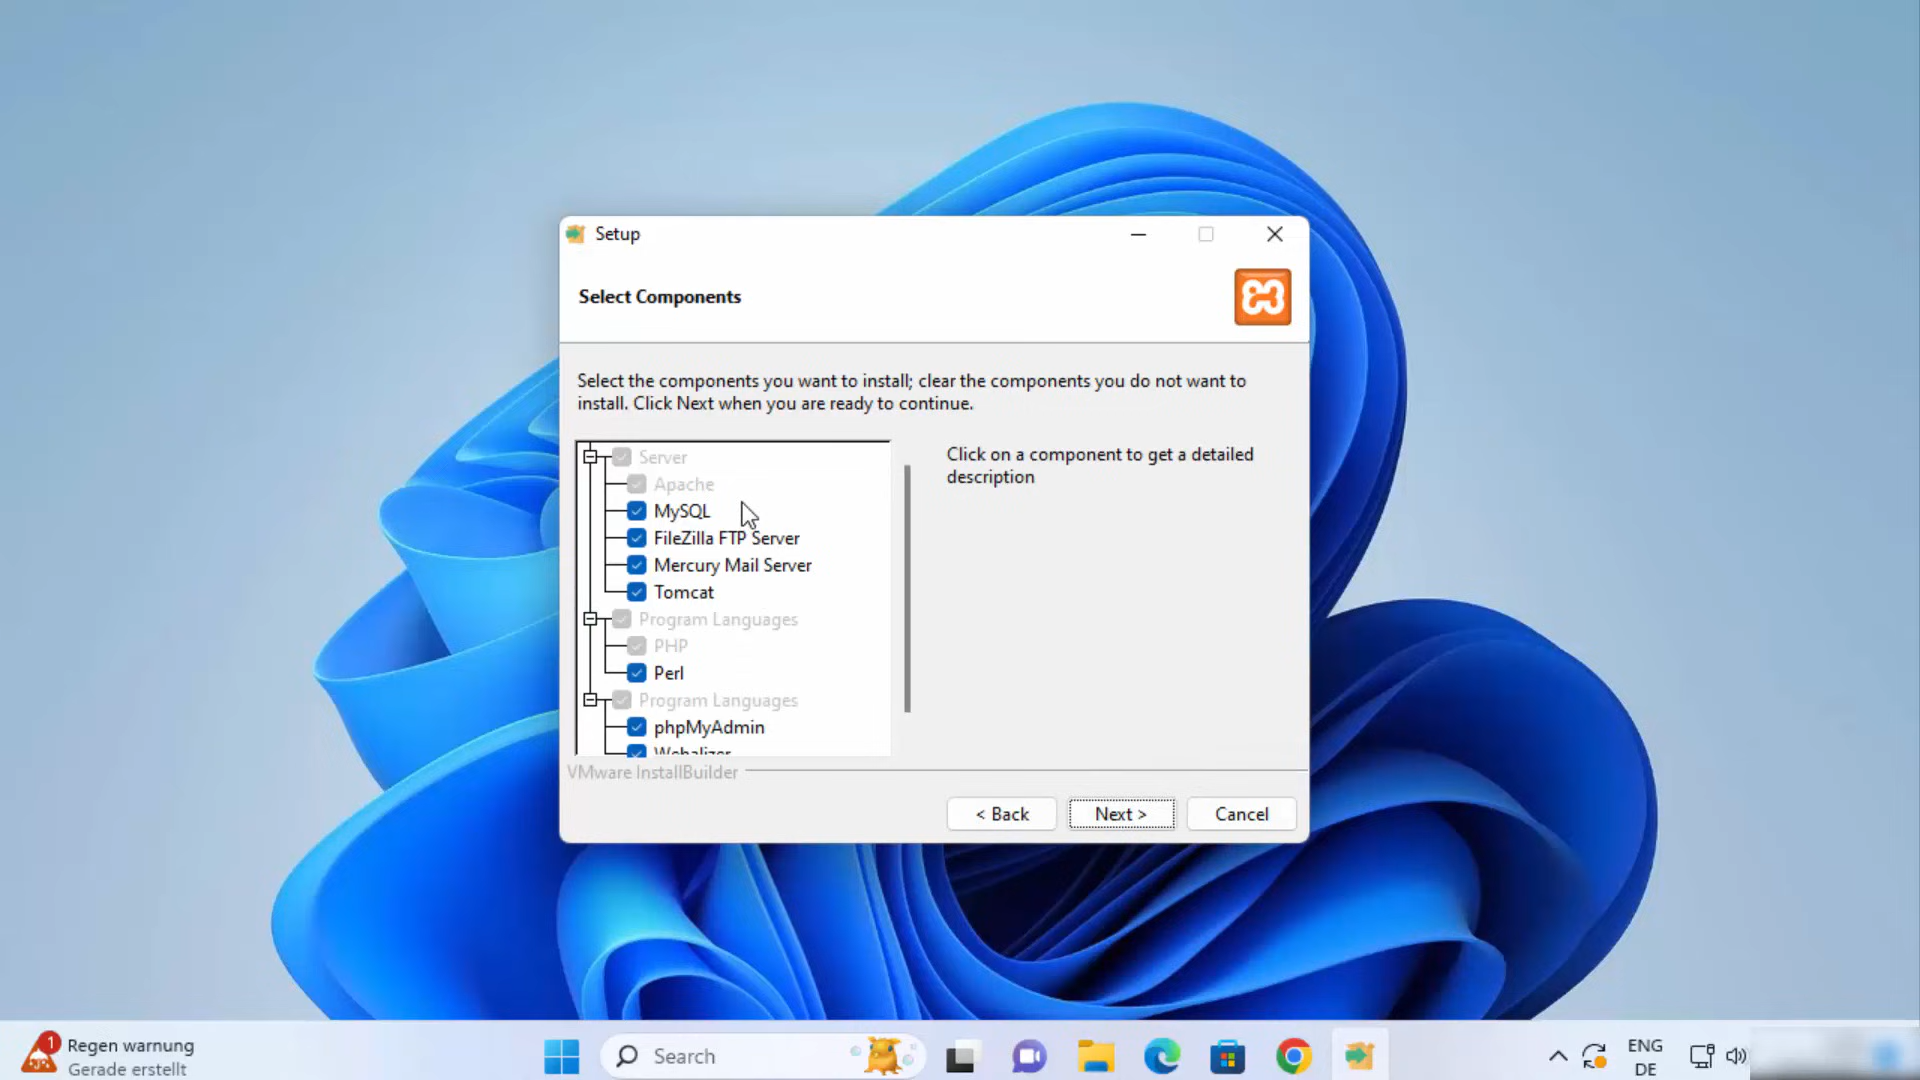 Setup
Select Components
Select the components you want to install; clear the components you do not want to
install. Click Next when you are ready to continue.
Server
Apache
MySQL
FileZilla FTP Server
Mercury Mail Server
Tomcat
Program Languages
PHP
Perl
Program Languages
phpMyAdmin
Webalizer
Click on a component to get a detailed
description
VMware InstallBuilder
< Back
Next >
Cancel
1
Regen warnung
Gerade erstellt
Search
ENG
DE